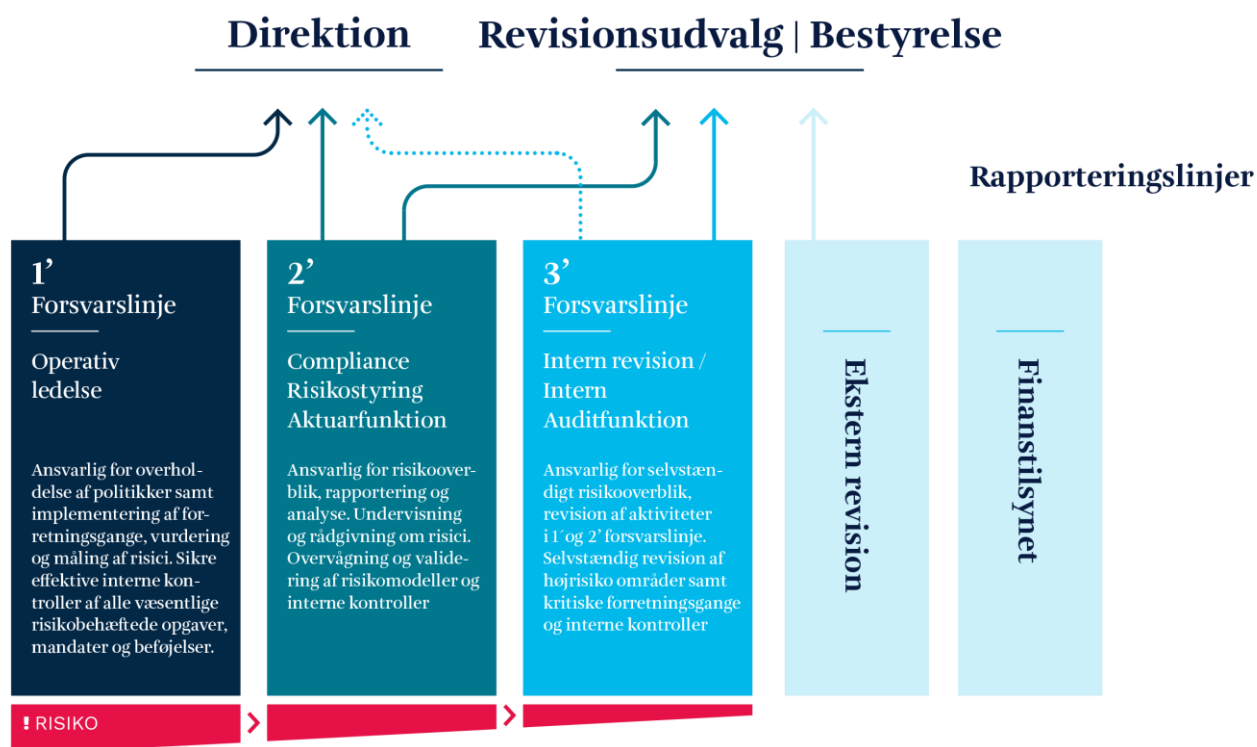 Direktion
Revisionsudvalg | Bestyrelse
Rapporteringslinjer
1’
Forsvarslinje
Operativ
ledelse
Ansvarlig for overhol-
delse af politikker samt
implementering af for-
retningsgange, vurdering
og måling af risici. Sikre
effektive interne kon-
troller af alle væsentlige
risikobehæftede opgaver,
mandater og beføjelser.
2’
Forsvarslinje
Compliance
Risikostyring
Aktuarfunktion
Ansvarlig for risikoover-
blik, rapportering og
analyse. Undervisning
og rådgivning om risici.
Overvågning og valide-
ring af risikomodeller og
interne kontroller
3’
Forsvarslinje
Intern revision /
Intern
Auditfunktion
Ansvarlig for selvstæn-
digt risikooverblik,
revision af aktiviteter
i 1´og 2’ forsvarslinje.
Selvstændig revision af
højrisiko områder samt
kritiske forretningsgange
og interne kontroller
Ekstern revision
Finanstilsynet
! RISIKO